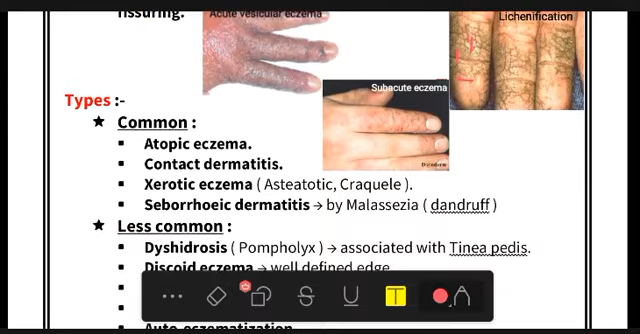 fissuring.
Acute vesicular eczema
Lichenification
Subacute eczema
Types :-
★ Common :
▪ Atopic eczema.
▪ Contact dermatitis.
▪ Xerotic eczema ( Asteatotic, Craquele ).
▪ Seborrhoeic dermatitis → by Malassezia ( dandruff )
★ Less common :
▪ Dyshidrosis ( Pompholyx ) → associated with Tinea pedis.
▪ Discoid eczema → well defined edge
Auto-eczematization